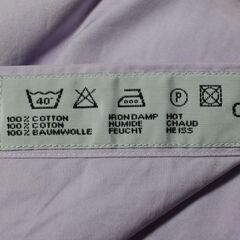 40° P
100% COTTON IRON DAMP HOT
100% COTON HUMIDE CHAUD
100% BAUMWOLLE FEUCHT HEISS